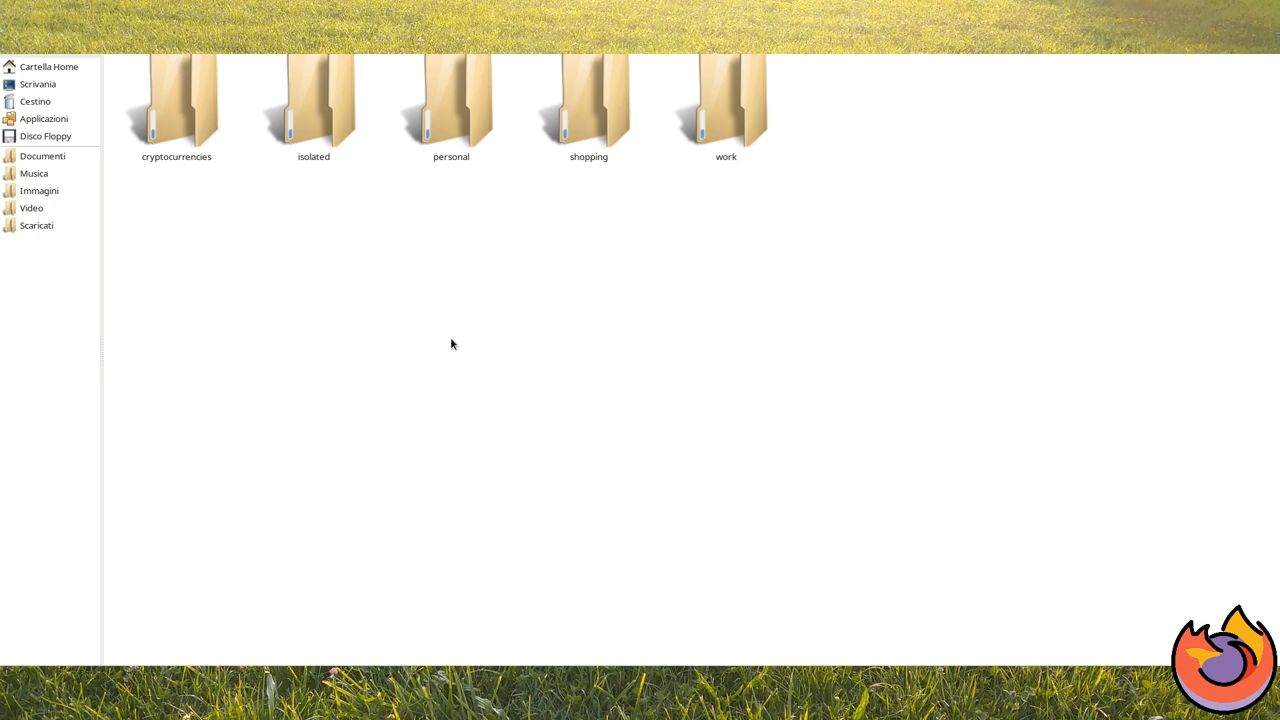 Cartella Home
Scrivania
Cestino
Applicazioni
Disco Floppy
Documenti
Musica
Immagini
Video
Scaricati
cryptocurrencies
isolated
personal
shopping
work